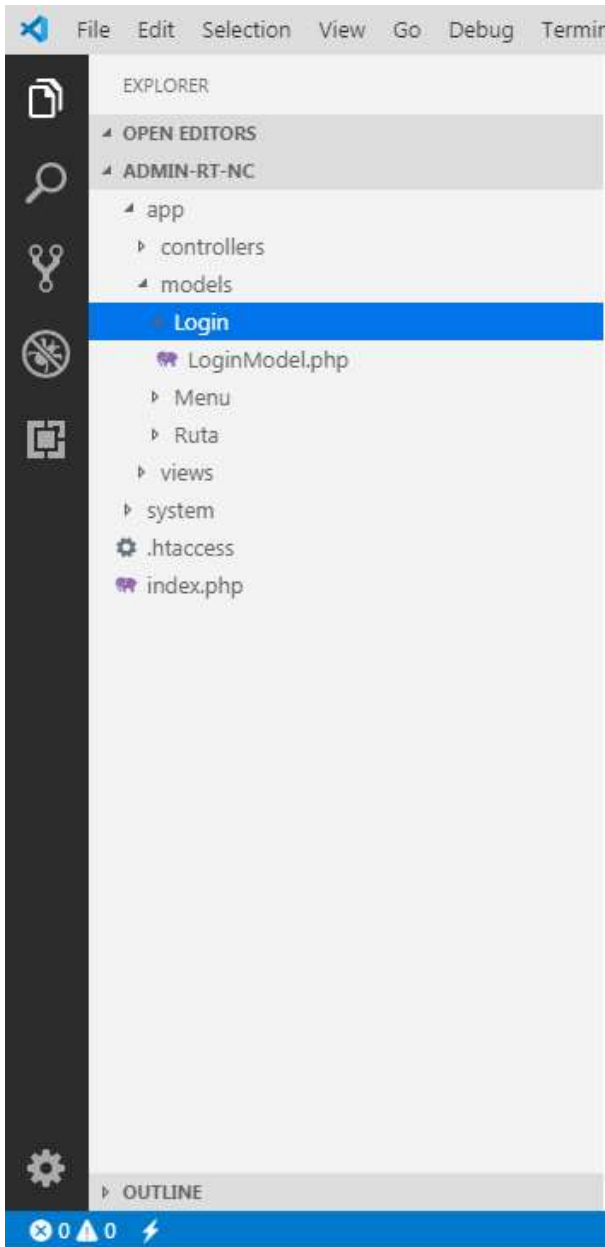 File Edit Selection View Go Debug Termin
EXPLORER
OPEN EDITORS
ADMIN-RT-NC
app
controllers
models
Login
LoginModel.php
Menu
Ruta
views
system
.htaccess
index.php
OUTLINE
0 0